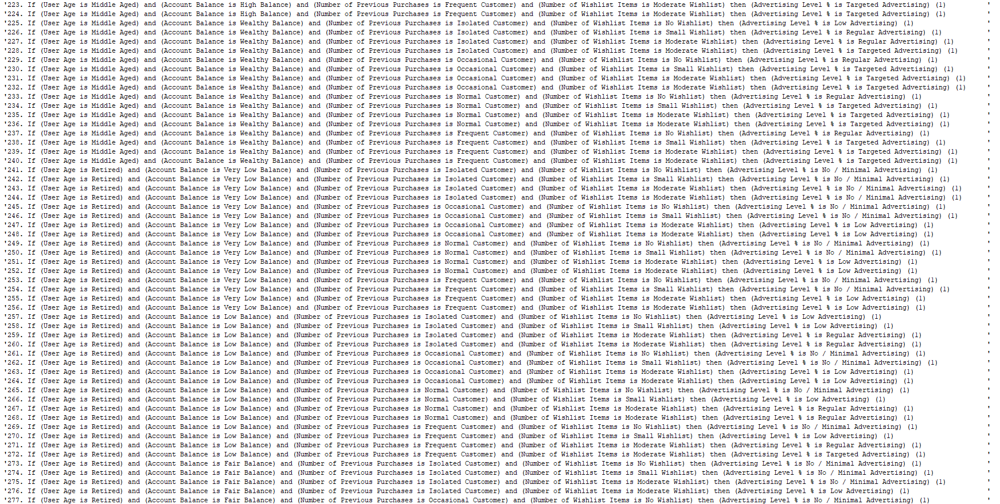 '223. If (User Age is Middle Aged) and (Account Balance is High Balance) and (Number of Previous Purchases is Frequent Customer) and (Number of Wishlist Items is Moderate Wishlist) then (Advertising Level % is Targeted Advertising) (1) '
'224. If (User Age is Middle Aged) and (Account Balance is High Balance) and (Number of Previous Purchases is Frequent Customer) and (Number of Wishlist Items is Moderate Wishlist) then (Advertising Level % is Targeted Advertising) (1) '
'225. If (User Age is Middle Aged) and (Account Balance is Wealthy Balance) and (Number of Previous Purchases is Isolated Customer) and (Number of Wishlist Items is No Wishlist) then (Advertising Level % is Low Advertising) (1) '
'226. If (User Age is Middle Aged) and (Account Balance is Wealthy Balance) and (Number of Previous Purchases is Isolated Customer) and (Number of Wishlist Items is Small Wishlist) then (Advertising Level % is Regular Advertising) (1) '
'227. If (User Age is Middle Aged) and (Account Balance is Wealthy Balance) and (Number of Previous Purchases is Isolated Customer) and (Number of Wishlist Items is Moderate Wishlist) then (Advertising Level % is Regular Advertising) (1) '
'228. If (User Age is Middle Aged) and (Account Balance is Wealthy Balance) and (Number of Previous Purchases is Isolated Customer) and (Number of Wishlist Items is Moderate Wishlist) then (Advertising Level % is Targeted Advertising) (1) '
'229. If (User Age is Middle Aged) and (Account Balance is Wealthy Balance) and (Number of Previous Purchases is Occasional Customer) and (Number of Wishlist Items is No Wishlist) then (Advertising Level % is Regular Advertising) (1) '
'230. If (User Age is Middle Aged) and (Account Balance is Wealthy Balance) and (Number of Previous Purchases is Occasional Customer) and (Number of Wishlist Items is Small Wishlist) then (Advertising Level % is Targeted Advertising) (1) '
'231. If (User Age is Middle Aged) and (Account Balance is Wealthy Balance) and (Number of Previous Purchases is Occasional Customer) and (Number of Wishlist Items is Moderate Wishlist) then (Advertising Level % is Targeted Advertising) (1) '
'232. If (User Age is Middle Aged) and (Account Balance is Wealthy Balance) and (Number of Previous Purchases is Occasional Customer) and (Number of Wishlist Items is Moderate Wishlist) then (Advertising Level % is Targeted Advertising) (1) '
'233. If (User Age is Middle Aged) and (Account Balance is Wealthy Balance) and (Number of Previous Purchases is Normal Customer) and (Number of Wishlist Items is No Wishlist) then (Advertising Level % is Regular Advertising) (1) '
'234. If (User Age is Middle Aged) and (Account Balance is Wealthy Balance) and (Number of Previous Purchases is Normal Customer) and (Number of Wishlist Items is Small Wishlist) then (Advertising Level % is Targeted Advertising) (1) '
'235. If (User Age is Middle Aged) and (Account Balance is Wealthy Balance) and (Number of Previous Purchases is Normal Customer) and (Number of Wishlist Items is Moderate Wishlist) then (Advertising Level % is Targeted Advertising) (1) '
'236. If (User Age is Middle Aged) and (Account Balance is Wealthy Balance) and (Number of Previous Purchases is Normal Customer) and (Number of Wishlist Items is Moderate Wishlist) then (Advertising Level % is Targeted Advertising) (1) '
'237. If (User Age is Middle Aged) and (Account Balance is Wealthy Balance) and (Number of Previous Purchases is Frequent Customer) and (Number of Wishlist Items is No Wishlist) then (Advertising Level % is Regular Advertising) (1) '
'238. If (User Age is Middle Aged) and (Account Balance is Wealthy Balance) and (Number of Previous Purchases is Frequent Customer) and (Number of Wishlist Items is Small Wishlist) then (Advertising Level % is Targeted Advertising) (1) '
'239. If (User Age is Middle Aged) and (Account Balance is Wealthy Balance) and (Number of Previous Purchases is Frequent Customer) and (Number of Wishlist Items is Moderate Wishlist) then (Advertising Level % is Targeted Advertising) (1) '
'240. If (User Age is Middle Aged) and (Account Balance is Wealthy Balance) and (Number of Previous Purchases is Frequent Customer) and (Number of Wishlist Items is Moderate Wishlist) then (Advertising Level % is Targeted Advertising) (1) '
'241. If (User Age is Retired) and (Account Balance is Very Low Balance) and (Number of Previous Purchases is Isolated Customer) and (Number of Wishlist Items is No Wishlist) then (Advertising Level % is No / Minimal Advertising) (1) '
'242. If (User Age is Retired) and (Account Balance is Very Low Balance) and (Number of Previous Purchases is Isolated Customer) and (Number of Wishlist Items is Small Wishlist) then (Advertising Level % is No / Minimal Advertising) (1) '
'243. If (User Age is Retired) and (Account Balance is Very Low Balance) and (Number of Previous Purchases is Isolated Customer) and (Number of Wishlist Items is Moderate Wishlist) then (Advertising Level % is No / Minimal Advertising) (1) '
'244. If (User Age is Retired) and (Account Balance is Very Low Balance) and (Number of Previous Purchases is Isolated Customer) and (Number of Wishlist Items is Moderate Wishlist) then (Advertising Level % is No / Minimal Advertising) (1) '
'245. If (User Age is Retired) and (Account Balance is Very Low Balance) and (Number of Previous Purchases is Occasional Customer) and (Number of Wishlist Items is No Wishlist) then (Advertising Level % is No / Minimal Advertising) (1) '
'246. If (User Age is Retired) and (Account Balance is Very Low Balance) and (Number of Previous Purchases is Occasional Customer) and (Number of Wishlist Items is Small Wishlist) then (Advertising Level % is No / Minimal Advertising) (1) '
'247. If (User Age is Retired) and (Account Balance is Very Low Balance) and (Number of Previous Purchases is Occasional Customer) and (Number of Wishlist Items is Moderate Wishlist) then (Advertising Level % is Low Advertising) (1) '
'248. If (User Age is Retired) and (Account Balance is Very Low Balance) and (Number of Previous Purchases is Occasional Customer) and (Number of Wishlist Items is Moderate Wishlist) then (Advertising Level % is Low Advertising) (1) '
'249. If (User Age is Retired) and (Account Balance is Very Low Balance) and (Number of Previous Purchases is Normal Customer) and (Number of Wishlist Items is No Wishlist) then (Advertising Level % is No / Minimal Advertising) (1) '
'250. If (User Age is Retired) and (Account Balance is Very Low Balance) and (Number of Previous Purchases is Normal Customer) and (Number of Wishlist Items is Small Wishlist) then (Advertising Level % is No / Minimal Advertising) (1) '
'251. If (User Age is Retired) and (Account Balance is Very Low Balance) and (Number of Previous Purchases is Normal Customer) and (Number of Wishlist Items is Moderate Wishlist) then (Advertising Level % is Low Advertising) (1) '
'252. If (User Age is Retired) and (Account Balance is Very Low Balance) and (Number of Previous Purchases is Normal Customer) and (Number of Wishlist Items is Moderate Wishlist) then (Advertising Level % is Low Advertising) (1) '
'253. If (User Age is Retired) and (Account Balance is Very Low Balance) and (Number of Previous Purchases is Frequent Customer) and (Number of Wishlist Items is No Wishlist) then (Advertising Level % is No / Minimal Advertising) (1) '
'254. If (User Age is Retired) and (Account Balance is Very Low Balance) and (Number of Previous Purchases is Frequent Customer) and (Number of Wishlist Items is Small Wishlist) then (Advertising Level % is No / Minimal Advertising) (1) '
'255. If (User Age is Retired) and (Account Balance is Very Low Balance) and (Number of Previous Purchases is Frequent Customer) and (Number of Wishlist Items is Moderate Wishlist) then (Advertising Level % is Low Advertising) (1) '
'256. If (User Age is Retired) and (Account Balance is Very Low Balance) and (Number of Previous Purchases is Frequent Customer) and (Number of Wishlist Items is Moderate Wishlist) then (Advertising Level % is Low Advertising) (1) '
'257. If (User Age is Retired) and (Account Balance is Low Balance) and (Number of Previous Purchases is Isolated Customer) and (Number of Wishlist Items is No Wishlist) then (Advertising Level % is Low Advertising) (1) '
'258. If (User Age is Retired) and (Account Balance is Low Balance) and (Number of Previous Purchases is Isolated Customer) and (Number of Wishlist Items is Small Wishlist) then (Advertising Level % is Low Advertising) (1) '
'259. If (User Age is Retired) and (Account Balance is Low Balance) and (Number of Previous Purchases is Isolated Customer) and (Number of Wishlist Items is Moderate Wishlist) then (Advertising Level % is Regular Advertising) (1) '
'260. If (User Age is Retired) and (Account Balance is Low Balance) and (Number of Previous Purchases is Isolated Customer) and (Number of Wishlist Items is Moderate Wishlist) then (Advertising Level % is Regular Advertising) (1) '
'261. If (User Age is Retired) and (Account Balance is Low Balance) and (Number of Previous Purchases is Occasional Customer) and (Number of Wishlist Items is No Wishlist) then (Advertising Level % is No / Minimal Advertising) (1) '
'262. If (User Age is Retired) and (Account Balance is Low Balance) and (Number of Previous Purchases is Occasional Customer) and (Number of Wishlist Items is Small Wishlist) then (Advertising Level % is No / Minimal Advertising) (1) '
'263. If (User Age is Retired) and (Account Balance is Low Balance) and (Number of Previous Purchases is Occasional Customer) and (Number of Wishlist Items is Moderate Wishlist) then (Advertising Level % is Low Advertising) (1) '
'264. If (User Age is Retired) and (Account Balance is Low Balance) and (Number of Previous Purchases is Occasional Customer) and (Number of Wishlist Items is Moderate Wishlist) then (Advertising Level % is Low Advertising) (1) '
'265. If (User Age is Retired) and (Account Balance is Low Balance) and (Number of Previous Purchases is Normal Customer) and (Number of Wishlist Items is No Wishlist) then (Advertising Level % is No / Minimal Advertising) (1) '
'266. If (User Age is Retired) and (Account Balance is Low Balance) and (Number of Previous Purchases is Normal Customer) and (Number of Wishlist Items is Small Wishlist) then (Advertising Level % is Low Advertising) (1) '
'267. If (User Age is Retired) and (Account Balance is Low Balance) and (Number of Previous Purchases is Normal Customer) and (Number of Wishlist Items is Moderate Wishlist) then (Advertising Level % is Regular Advertising) (1) '
'268. If (User Age is Retired) and (Account Balance is Low Balance) and (Number of Previous Purchases is Normal Customer) and (Number of Wishlist Items is Moderate Wishlist) then (Advertising Level % is Regular Advertising) (1) '
'269. If (User Age is Retired) and (Account Balance is Low Balance) and (Number of Previous Purchases is Frequent Customer) and (Number of Wishlist Items is No Wishlist) then (Advertising Level % is No / Minimal Advertising) (1) '
'270. If (User Age is Retired) and (Account Balance is Low Balance) and (Number of Previous Purchases is Frequent Customer) and (Number of Wishlist Items is Small Wishlist) then (Advertising Level % is Low Advertising) (1) '
'271. If (User Age is Retired) and (Account Balance is Low Balance) and (Number of Previous Purchases is Frequent Customer) and (Number of Wishlist Items is Moderate Wishlist) then (Advertising Level % is Regular Advertising) (1) '
'272. If (User Age is Retired) and (Account Balance is Low Balance) and (Number of Previous Purchases is Frequent Customer) and (Number of Wishlist Items is Moderate Wishlist) then (Advertising Level % is Targeted Advertising) (1) '
'273. If (User Age is Retired) and (Account Balance is Fair Balance) and (Number of Previous Purchases is Isolated Customer) and (Number of Wishlist Items is No Wishlist) then (Advertising Level % is No / Minimal Advertising) (1) '
'274. If (User Age is Retired) and (Account Balance is Fair Balance) and (Number of Previous Purchases is Isolated Customer) and (Number of Wishlist Items is Small Wishlist) then (Advertising Level % is No / Minimal Advertising) (1) '
'275. If (User Age is Retired) and (Account Balance is Fair Balance) and (Number of Previous Purchases is Isolated Customer) and (Number of Wishlist Items is Moderate Wishlist) then (Advertising Level % is No / Minimal Advertising) (1) '
'276. If (User Age is Retired) and (Account Balance is Fair Balance) and (Number of Previous Purchases is Isolated Customer) and (Number of Wishlist Items is Moderate Wishlist) then (Advertising Level % is Low Advertising) (1) '
'277. If (User Age is Retired) and (Account Balance is Fair Balance) and (Number of Previous Purchases is Occasional Customer) and (Number of Wishlist Items is No Wishlist) then (Advertising Level % is No / Minimal Advertising) (1) '